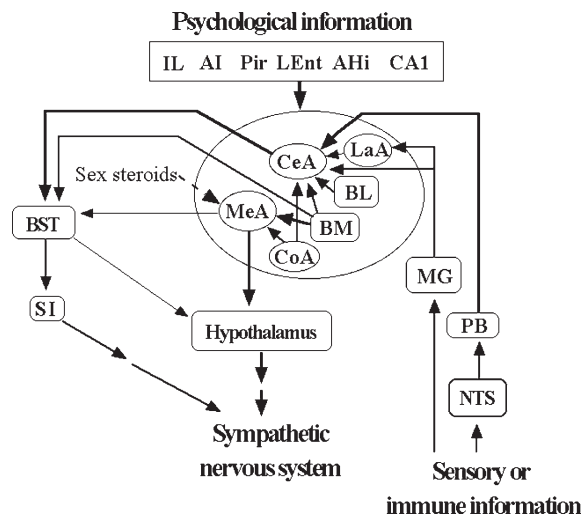 Psychological information
IL AI Pir LEnt AHi CA1
CeA
LaA
Sex steroids
BL
MeA
BM
BST
CoA
MG
SI
PB
Hypothalamus
NTS
Sympathetic
nervous system
Sensory or
immune information